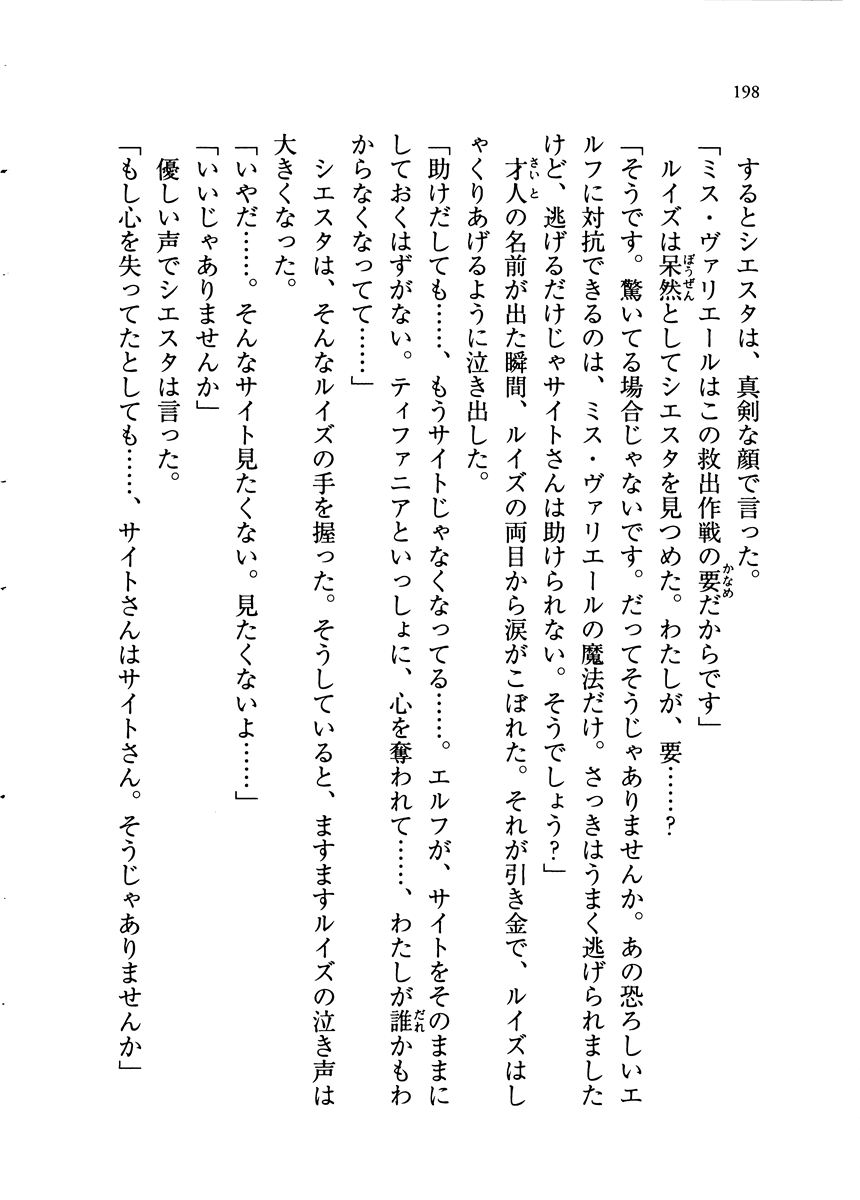 198
するとシエスタは、真剣な顔で言った。
「ミス・ヴァリエールはこの救出作戦の要だからです」
ルイズは呆然としてシエスタを見つめた。わたしが、要……?
「そうです。驚いてる場合じゃないです。だってそうじゃありませんか。あの恐ろしいエ
ルフに対抗できるのは、ミス・ヴァリエールの魔法だけ。さっきはうまく逃げられました
けど、逃げるだけじゃサイトさんは助けられない。そうでしょう?」
才人の名前が出た瞬間、ルイズの両目から涙がこぼれた。それが引き金で、ルイズはし
ゃくりあげるように泣き出した。
「助けだしても……、もうサイトじゃなくなってる……。エルフが、サイトをそのままに
しておくはずがない。ティファニアといっしょに、心を奪われて……、わたしが誰かもわ
からなくなってて……」
シエスタは、そんなルイズの手を握った。そうしていると、ますますルイズの泣き声は
大きくなった。
「いやだ……。そんなサイト見たくない。見たくないよ……」
「いいじゃありませんか」
優しい声でシエスタは言った。
「もし心を失ってたとしても……、サイトさんはサイトさん。そうじゃありませんか」